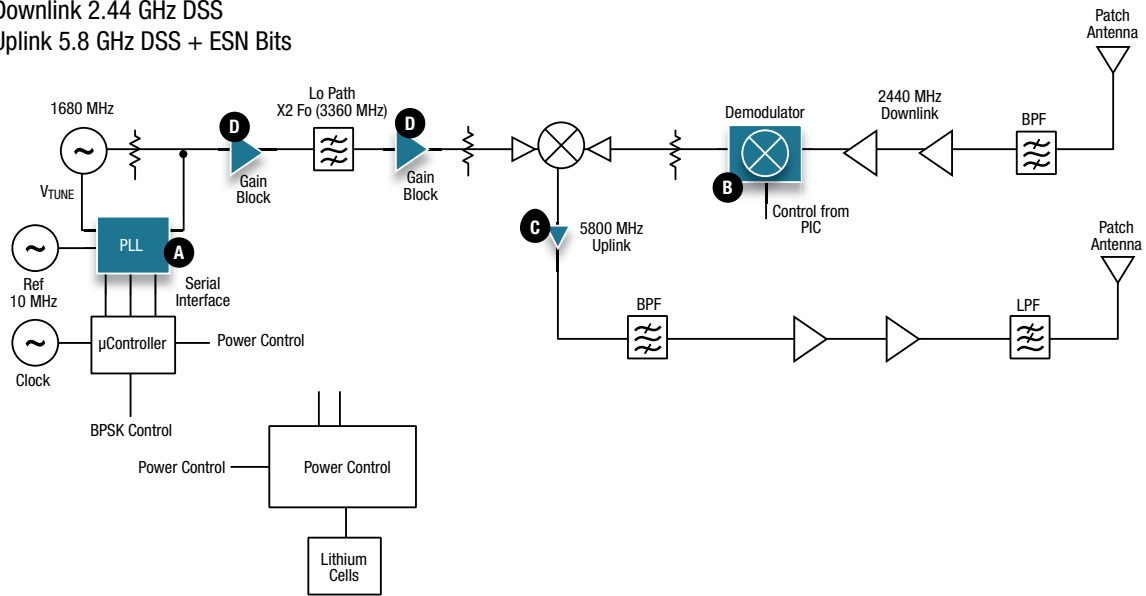 Downlink 2.44 GHz DSS
Uplink 5.8 GHz DSS + ESN Bits
Patch
Antenna
1680 MHz
Lo Path
X2 Fo (3360 MHz)
D
D
Demodulator
2440 MHz
Downlink
BPF
Gain
Block
Gain
Block
VTUNE
B
Control from
PIC
PLL
A
C
5800 MHz
Uplink
Patch
Antenna
Ref
10 MHz
Serial
Interface
BPF
LPF
µController
Power Control
Clock
BPSK Control
Power Control
Power Control
Lithium
Cells